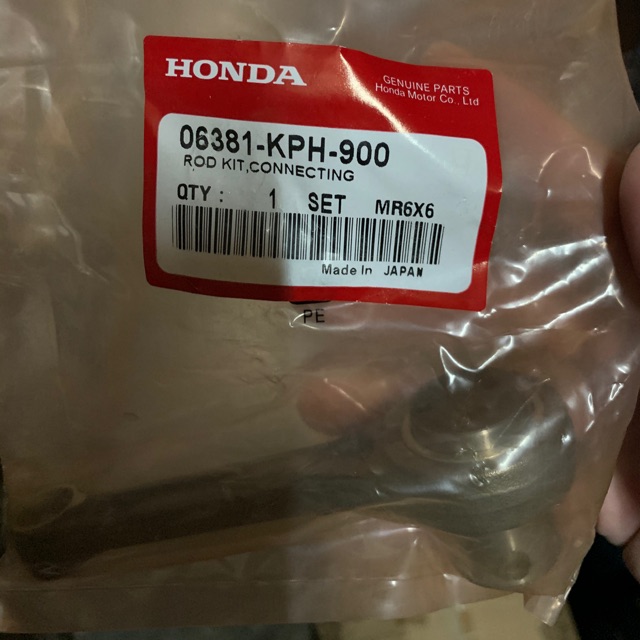 HONDA
GENUINE PARTS
Honda Motor Co., Ltd
06381-KPH-900
ROD KIT,CONNECTING
QTY : 1 SET MR6X6
Made In JAPAN
PE